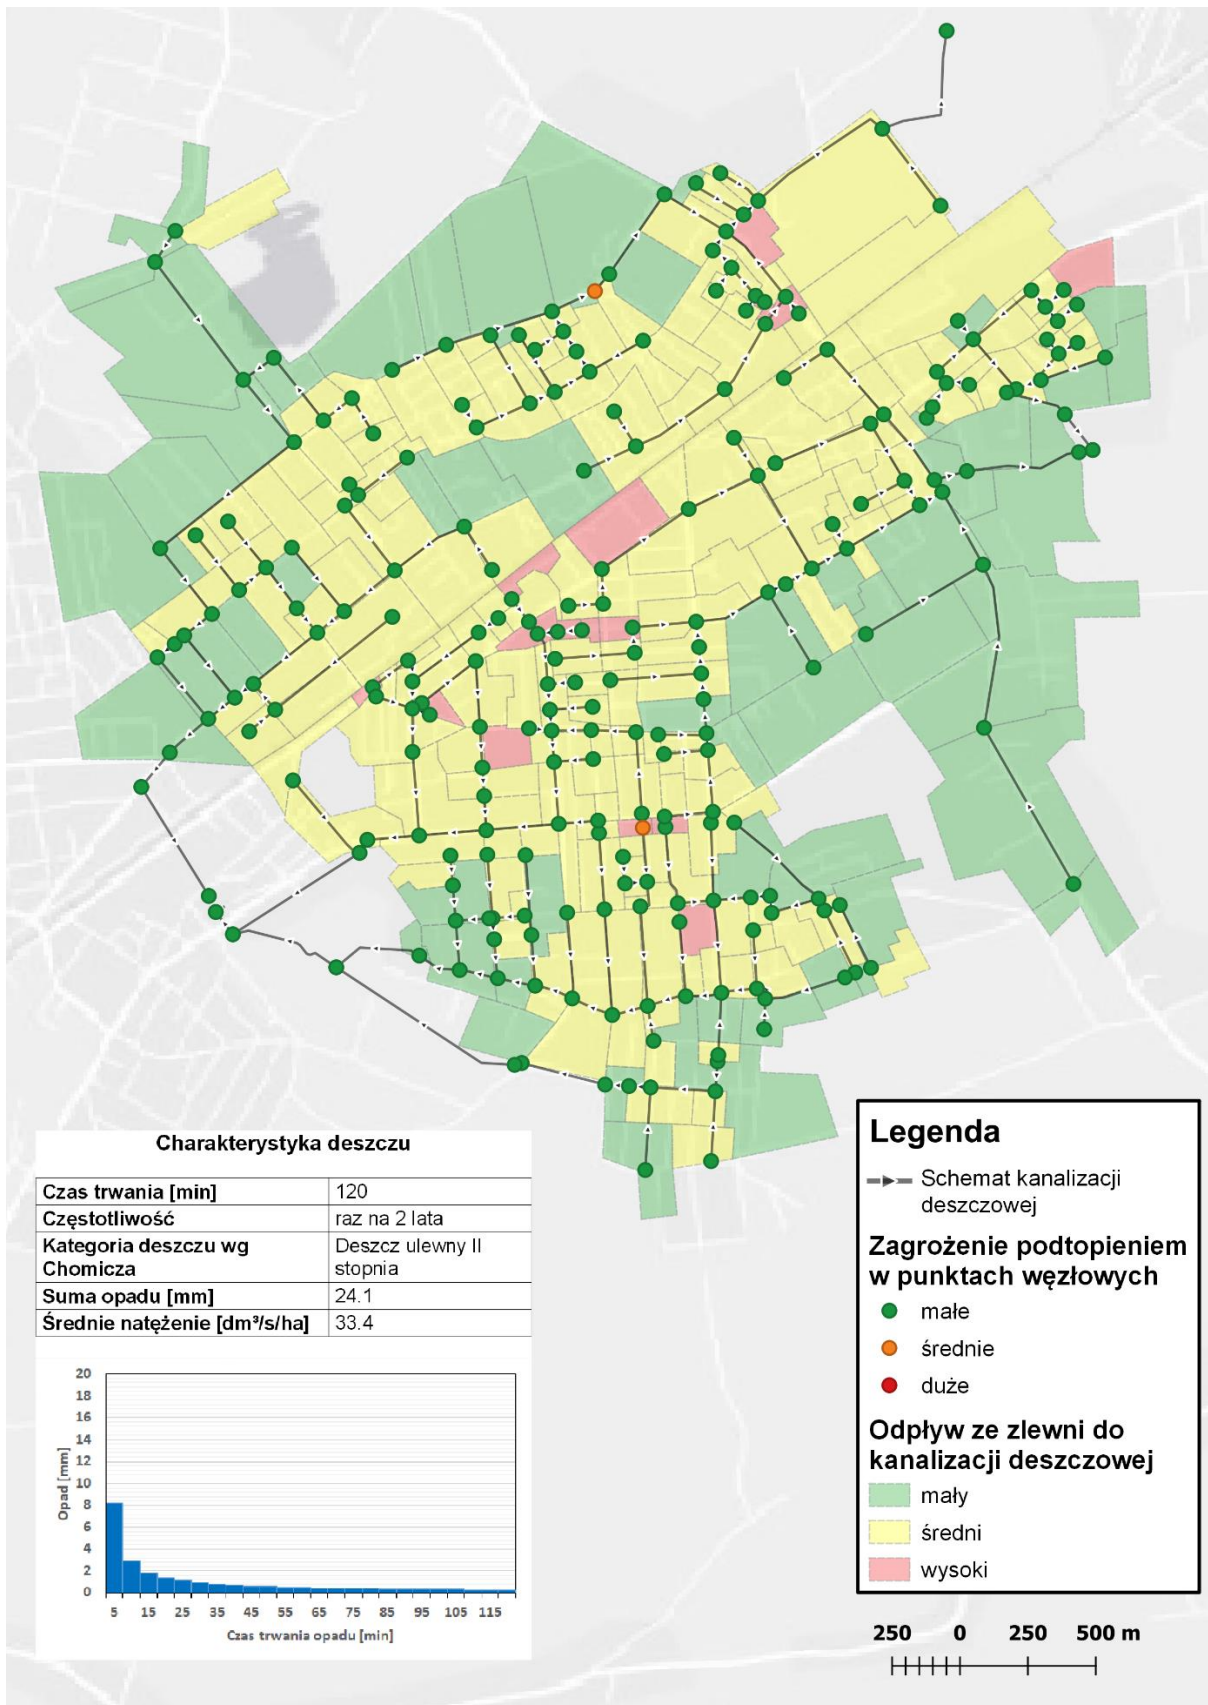 Charakterystyka deszczu
Czas trwania [min] 120
Częstotliwość raz na 2 lata
Kategoria deszczu wg Chomicza Deszcz ulewny II stopnia
Suma opadu [mm] 24.1
Średnie natężenie [dm³/s/ha] 33.4
20
18
16
14
12
10
8
6
4
2
0
Opad [mm]
5 15 25 35 45 55 65 75 85 95 105 115
Czas trwania opadu [min]
Legenda
Schemat kanalizacji
deszczowej
Zagrożenie podtopieniem
w punktach węzłowych
małe
średnie
duże
Odpływ ze zlewni do
kanalizacji deszczowej
mały
średni
wysoki
250 0 250 500 m